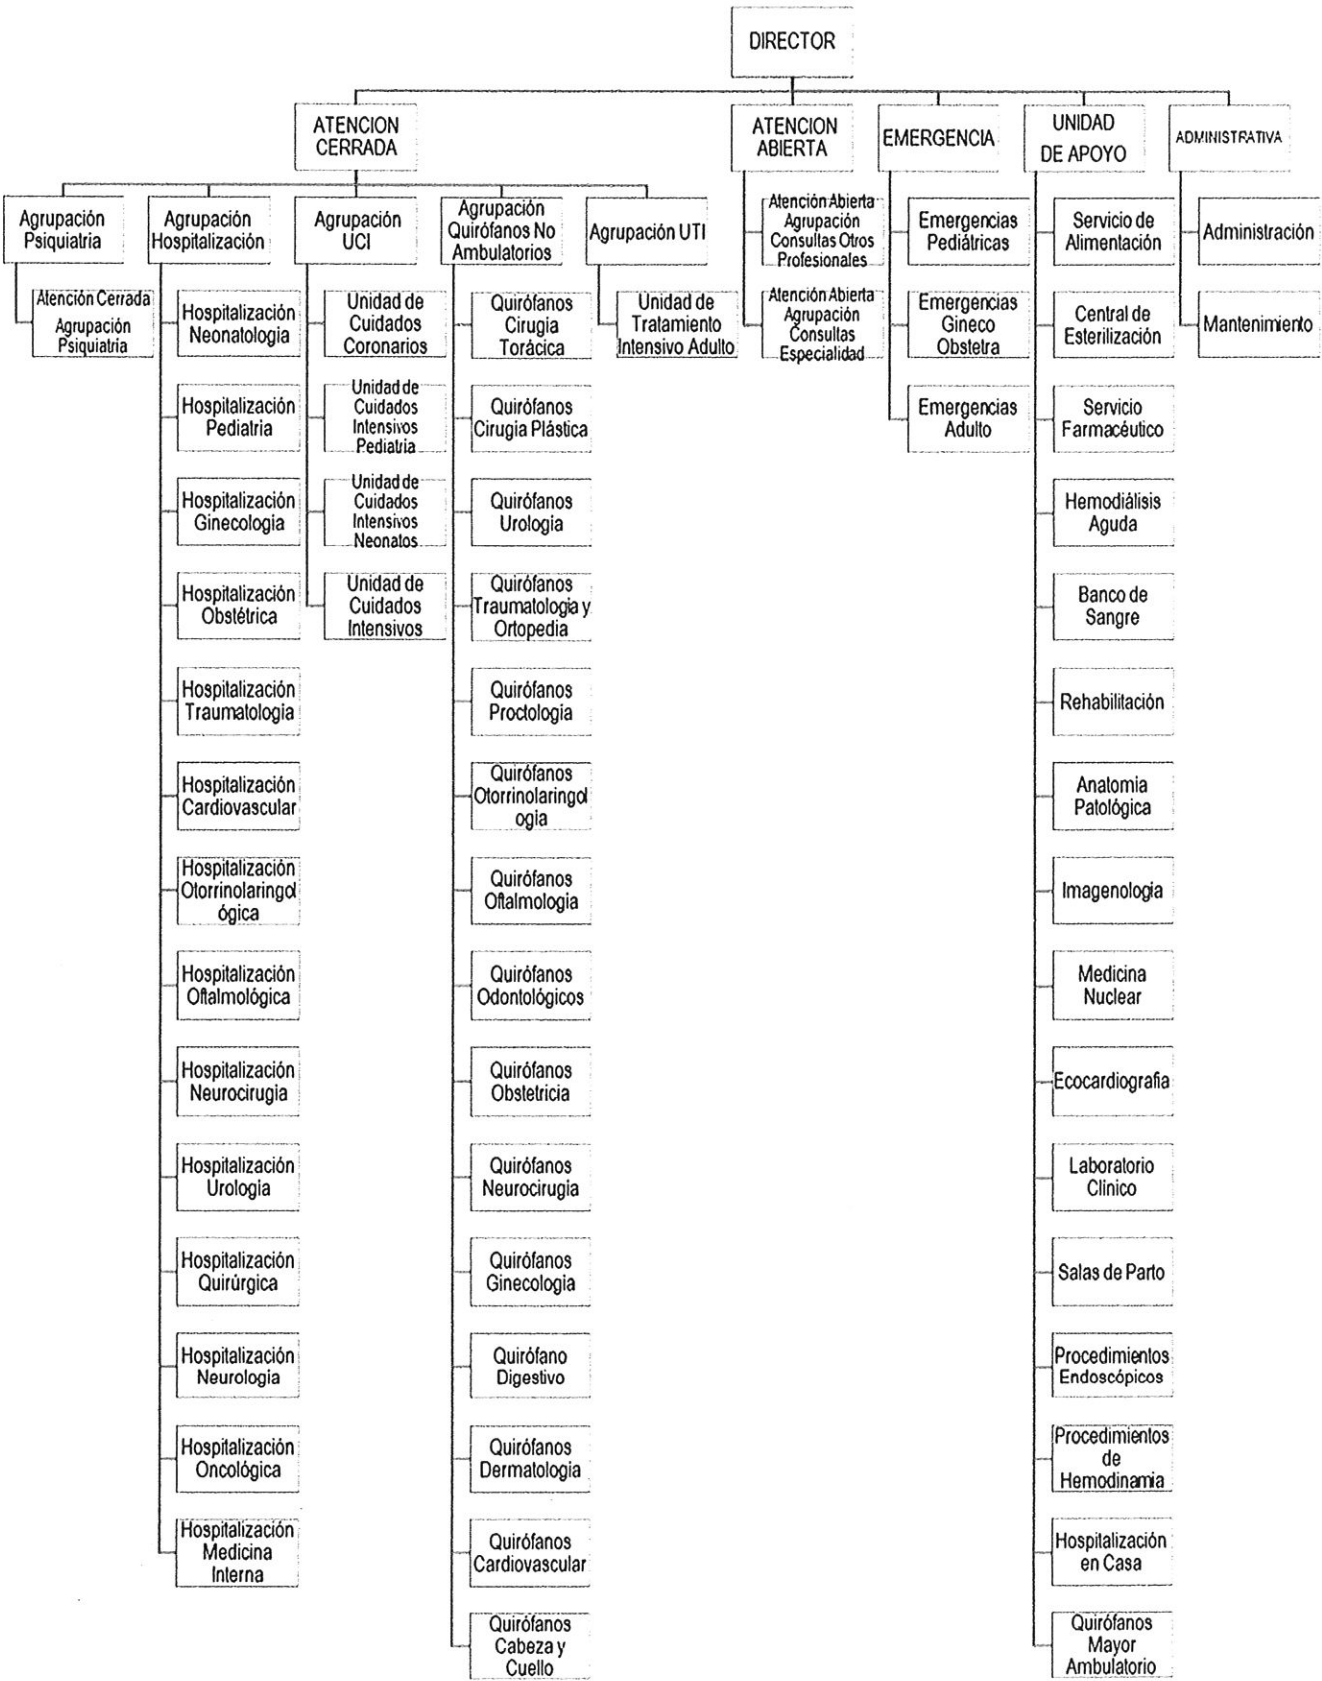 DIRECTOR
ATENCION
CERRADA
ATENCION
ABIERTA
EMERGENCIA
UNIDAD
DE APOYO
ADMINISTRATIVA
Agrupación
Psiquiatria
Agrupación
Hospitalización
Agrupación
UCI
Agrupación
Quirófanos No
Ambulatorios
Agrupación UTI
Atención Abierta
Agrupación
Consultas Otros
Profesionales
Emergencias
Pediátricas
Servicio de
Alimentación
Administración
Atención Cerrada
Agrupación
Psiquiatria
Hospitalización
Neonatologia
Unidad de
Cuidados
Coronarios
Quirófanos
Cirugia
Torácica
Unidad de
Tratamiento
Intensivo Adulto
Atención Abierta
Agrupación
Consultas
Especialidad
Emergencias
Gineco
Obstetra
Central de
Esterilización
Mantenimiento
Hospitalización
Pediatria
Unidad de
Cuidados
Intensivos
Pediatria
Quirófanos
Cirugia Plástica
Emergencias
Adulto
Servicio
Farmacéutico
Hospitalización
Ginecologia
Unidad de
Cuidados
Intensivos
Neonatos
Quirófanos
Urologia
Hemodiálisis
Aguda
Hospitalización
Obstétrica
Unidad de
Cuidados
Intensivos
Quirófanos
Traumatologia y
Ortopedia
Banco de
Sangre
Hospitalización
Traumatologia
Quirófanos
Proctologia
Rehabilitación
Hospitalización
Cardiovascular
Quirófanos
Otorrinolaringol
ogia
Anatomia
Patológica
Hospitalización
Otorrinolaringol
ógica
Quirófanos
Oftalmologia
Imagenologia
Hospitalización
Oftalmológica
Quirófanos
Odontológicos
Medicina
Nuclear
Hospitalización
Neurocirugia
Quirófanos
Obstetricia
Ecocardiografia
Hospitalización
Urologia
Quirófanos
Neurocirugia
Laboratorio
Clinico
Hospitalización
Quirúrgica
Quirófanos
Ginecologia
Salas de Parto
Hospitalización
Neurologia
Quirófano
Digestivo
Procedimientos
Endoscópicos
Hospitalización
Oncológica
Quirófanos
Dermatologia
Procedimientos
de
Hemodinamia
Hospitalización
Medicina
Interna
Quirófanos
Cardiovascular
Hospitalización
en Casa
Quirófanos
Cabeza y
Cuello
Quirófanos
Mayor
Ambulatorio